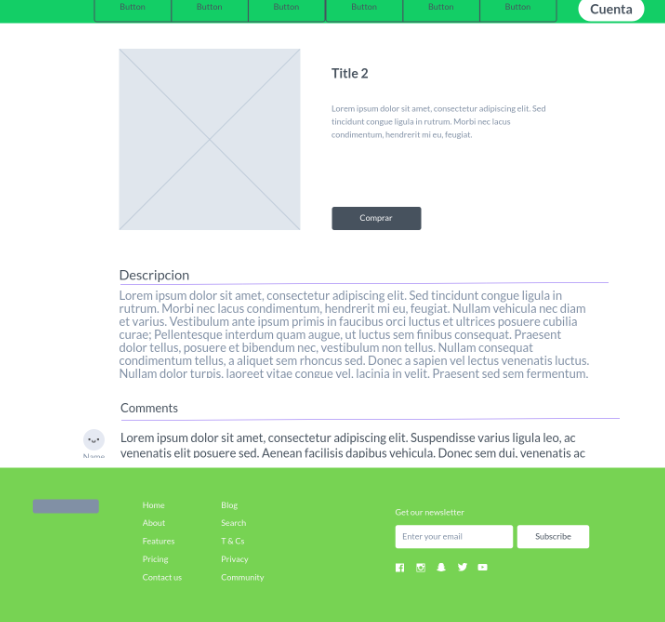 Button Button Button Button Button Button
Cuenta
Title 2
Lorem ipsum dolor sit amet, consectetur adipiscing elit. Sed
tincidunt congue ligula in rutrum. Morbi nec lacus
condimentum, hendrerit mi eu, feugiat.
Comprar
Descripcion
Lorem ipsum dolor sit amet, consectetur adipiscing elit. Sed tincidunt congue ligula in
rutrum. Morbi nec lacus condimentum, hendrerit mi eu, feugiat. Nullam vehicula nec diam
et varius. Vestibulum ante ipsum primis in faucibus orci luctus et ultrices posuere cubilia
curae; Pellentesque interdum quam augue, ut luctus sem finibus consequat. Praesent
dolor tellus, posuere et bibendum nec, vestibulum non tellus. Nullam consequat
condimentum tellus, a aliquet sem rhoncus sed. Donec a sapien vel lectus venenatis luctus.
Nullam dolor turpis, laoreet vitae congue vel, lacinia in velit. Praesent sed sem fermentum,
Comments
Name
Lorem ipsum dolor sit amet, consectetur adipiscing elit. Suspendisse varius ligula leo, ac
venenatis elit posuere sed. Aenean facilisis dapibus vehicula. Donec sem dui, venenatis ac
Home
About
Features
Pricing
Contact us
Blog
Search
T & Cs
Privacy
Community
Get our newsletter
Enter your email
Subscribe